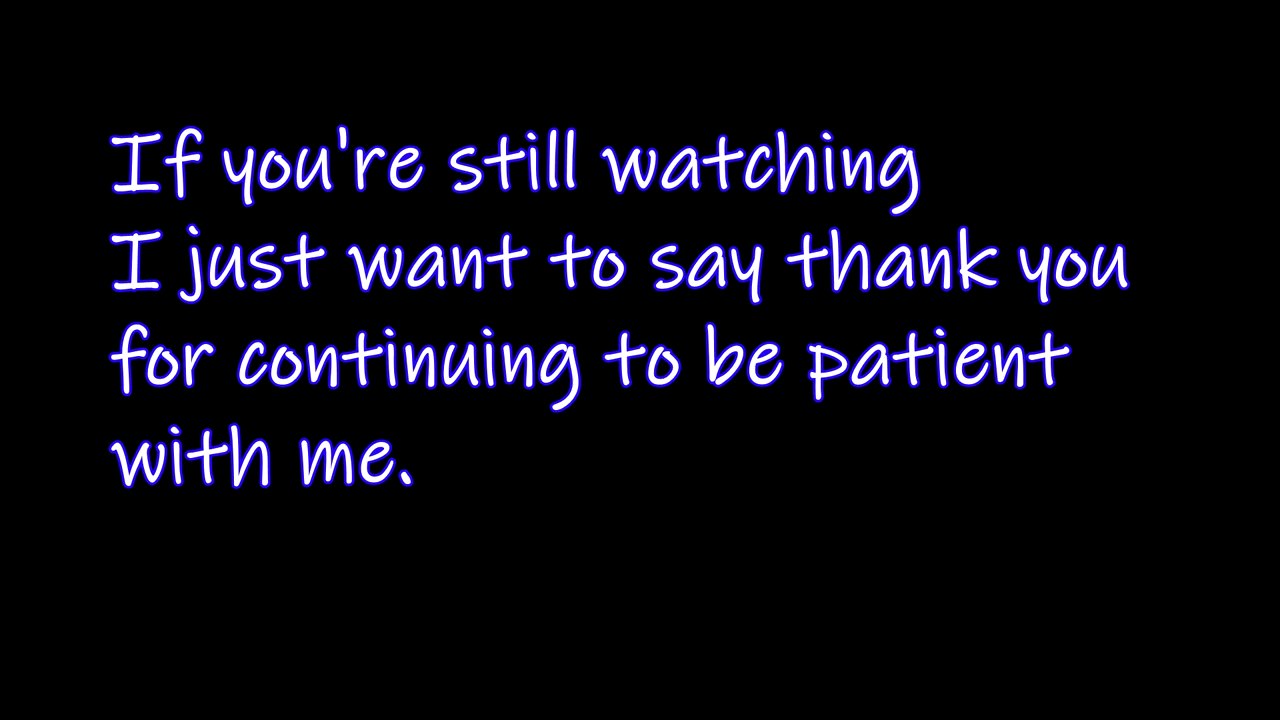 If you're still watching
I just want to say thank you
for continuing to be patient
with me.